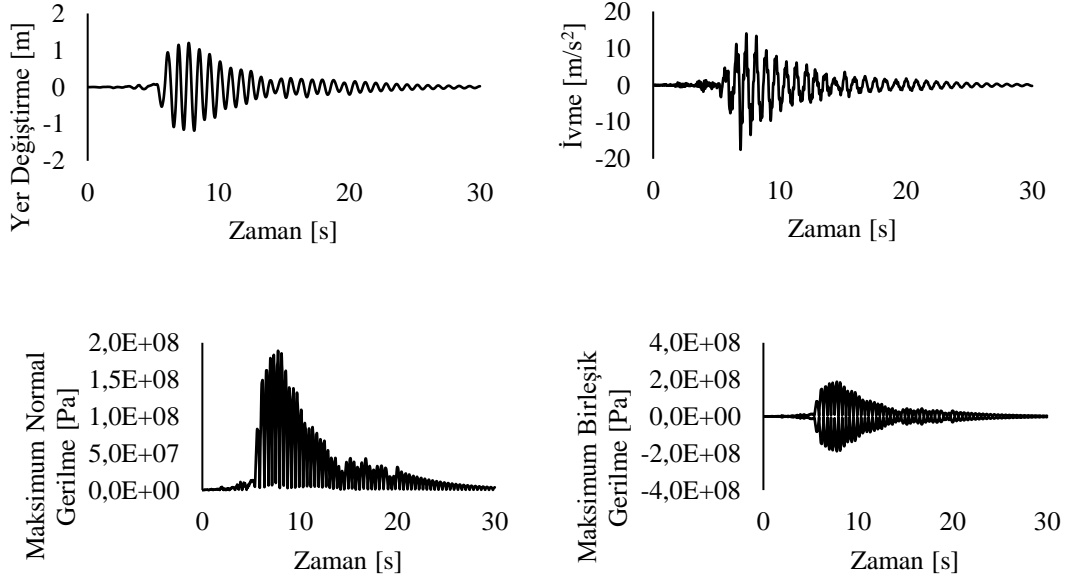 Yer Değiştirme [m]
2
1
0
-1
-2
0
10
20
30
Zaman [s]
İvme [m/s²]
20
10
0
-10
-20
0
10
20
30
Zaman [s]
Maksimum Normal
Gerilme [Pa]
2,0E+08
1,5E+08
1,0E+08
5,0E+07
0,0E+00
0
10
20
30
Zaman [s]
Maksimum Birleşik
Gerilme [Pa]
4,0E+08
2,0E+08
0,0E+00
-2,0E+08
-4,0E+08
0
10
20
30
Zaman [s]